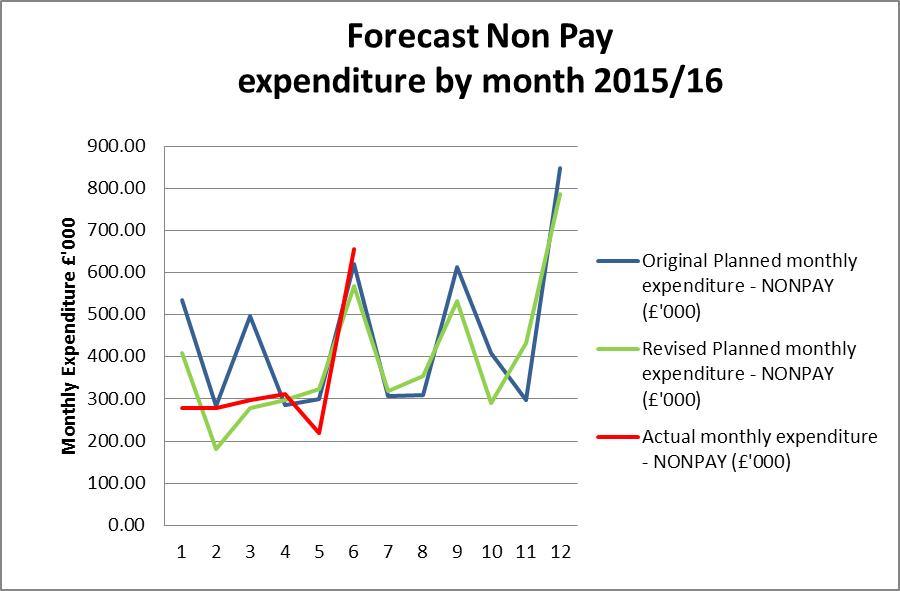 Forecast Non Pay
expenditure by month 2015/16
900.00
800.00
700.00
600.00
500.00
400.00
300.00
200.00
100.00
0.00
Monthly Expenditure £'000
1 2 3 4 5 6 7 8 9 10 11 12
Original Planned monthly
expenditure - NONPAY
(£'000)
Revised Planned monthly
expenditure - NONPAY
(£'000)
Actual monthly expenditure
- NONPAY (£'000)